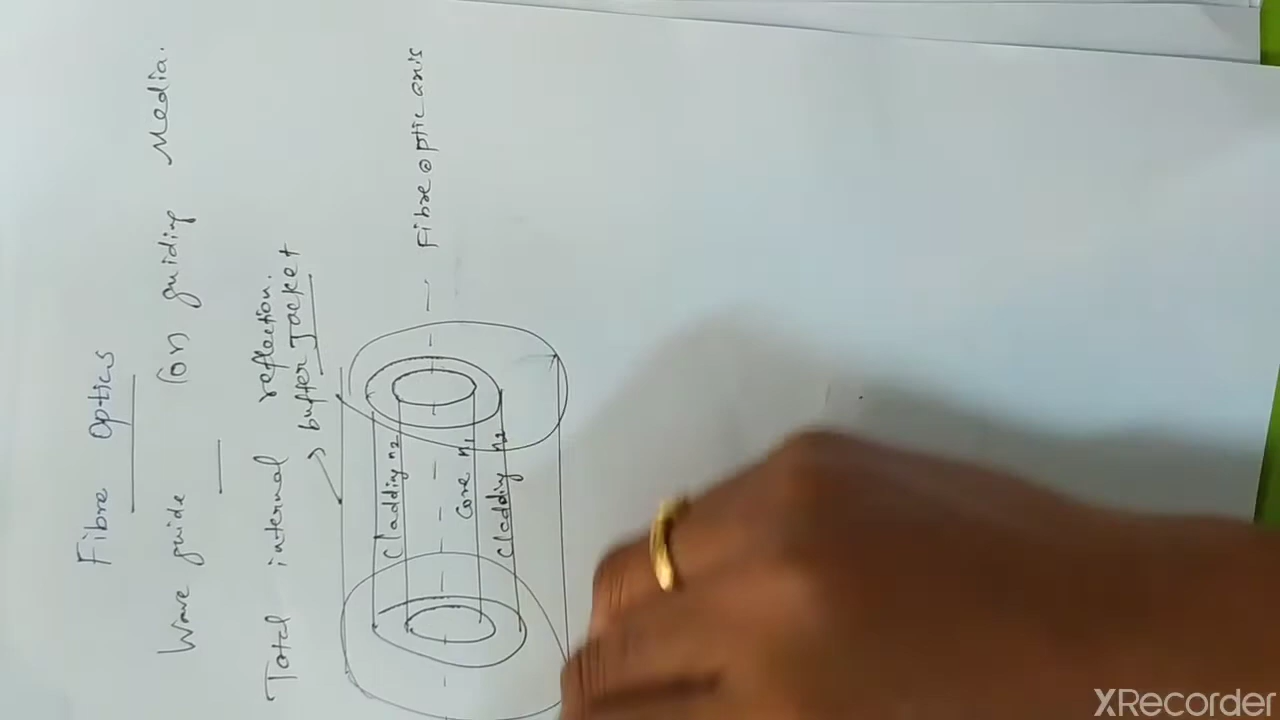 Fibre Optics
Wave guide (or) guiding Media.
Total internal reflection.
buffer Jacket
Cladding n2
Core n1
Cladding n2
Fibre optic axis
XRecorder